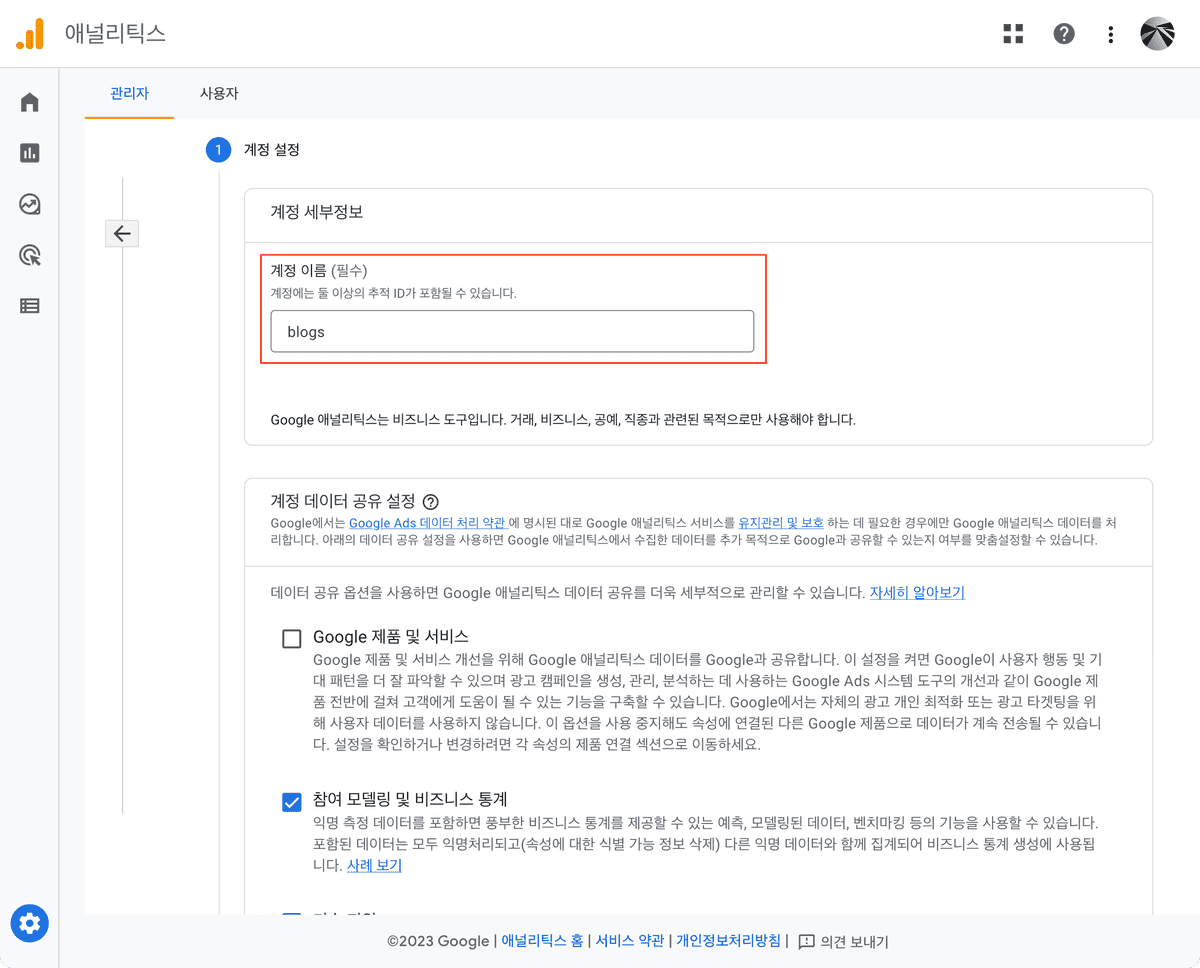 애널리틱스
관리자 사용자
1 계정 설정
계정 세부정보
계정 이름 (필수)
계정에는 둘 이상의 추적 ID가 포함될 수 있습니다.
blogs
Google 애널리틱스는 비즈니스 도구입니다. 거래, 비즈니스, 공예, 직종과 관련된 목적으로만 사용해야 합니다.
계정 데이터 공유 설정
Google에서는 Google Ads 데이터 처리 약관 에 명시된 대로 Google 애널리틱스 서비스를 유지관리 및 보호 하는 데 필요한 경우에만 Google 애널리틱스 데이터를 처
리합니다. 아래의 데이터 공유 설정을 사용하면 Google 애널리틱스에서 수집한 데이터를 추가 목적으로 Google과 공유할 수 있는지 여부를 맞춤설정할 수 있습니다.
데이터 공유 옵션을 사용하면 Google 애널리틱스 데이터 공유를 더욱 세부적으로 관리할 수 있습니다. 자세히 알아보기
Google 제품 및 서비스
Google 제품 및 서비스 개선을 위해 Google 애널리틱스 데이터를 Google과 공유합니다. 이 설정을 켜면 Google이 사용자 행동 및 기
대 패턴을 더 잘 파악할 수 있으며 광고 캠페인을 생성, 관리, 분석하는 데 사용하는 Google Ads 시스템 도구의 개선과 같이 Google 제
품 전반에 걸쳐 고객에게 도움이 될 수 있는 기능을 구축할 수 있습니다. Google에서는 자체의 광고 개인 최적화 또는 광고 타겟팅을 위
해 사용자 데이터를 사용하지 않습니다. 이 옵션을 사용 중지해도 속성에 연결된 다른 Google 제품으로 데이터가 계속 전송될 수 있습니
다. 설정을 확인하거나 변경하려면 각 속성의 제품 연결 섹션으로 이동하세요.
참여 모델링 및 비즈니스 통계
익명 측정 데이터를 포함하면 풍부한 비즈니스 통계를 제공할 수 있는 예측, 모델링된 데이터, 벤치마킹 등의 기능을 사용할 수 있습니다.
포함된 데이터는 모두 익명처리되고(속성에 대한 식별 가능 정보 삭제) 다른 익명 데이터와 함께 집계되어 비즈니스 통계 생성에 사용됩
니다. 사례 보기
©2023 Google | 애널리틱스 홈 | 서비스 약관 | 개인정보처리방침 | 의견 보내기